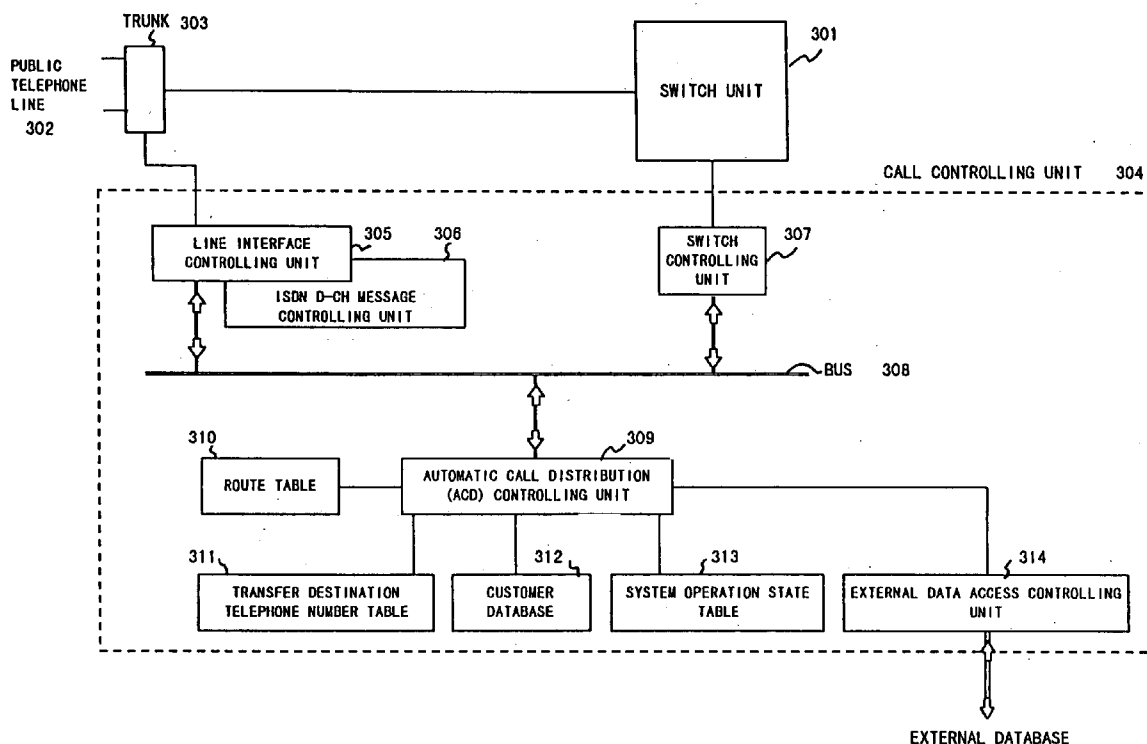 TRUNK 303
PUBLIC
TELEPHONE
LINE
302
301
SWITCH UNIT
CALL CONTROLLING UNIT 304
LINE INTERFACE
CONTROLLING UNIT
305
306
ISDN D-CH MESSAGE
CONTROLLING UNIT
SWITCH
CONTROLLING
UNIT
307
BUS 308
310
ROUTE TABLE
309
AUTOMATIC CALL DISTRIBUTION
(ACD) CONTROLLING UNIT
311
TRANSFER DESTINATION
TELEPHONE NUMBER TABLE
312
CUSTOMER
DATABASE
313
SYSTEM OPERATION STATE
TABLE
314
EXTERNAL DATA ACCESS CONTROLLING
UNIT
EXTERNAL DATABASE